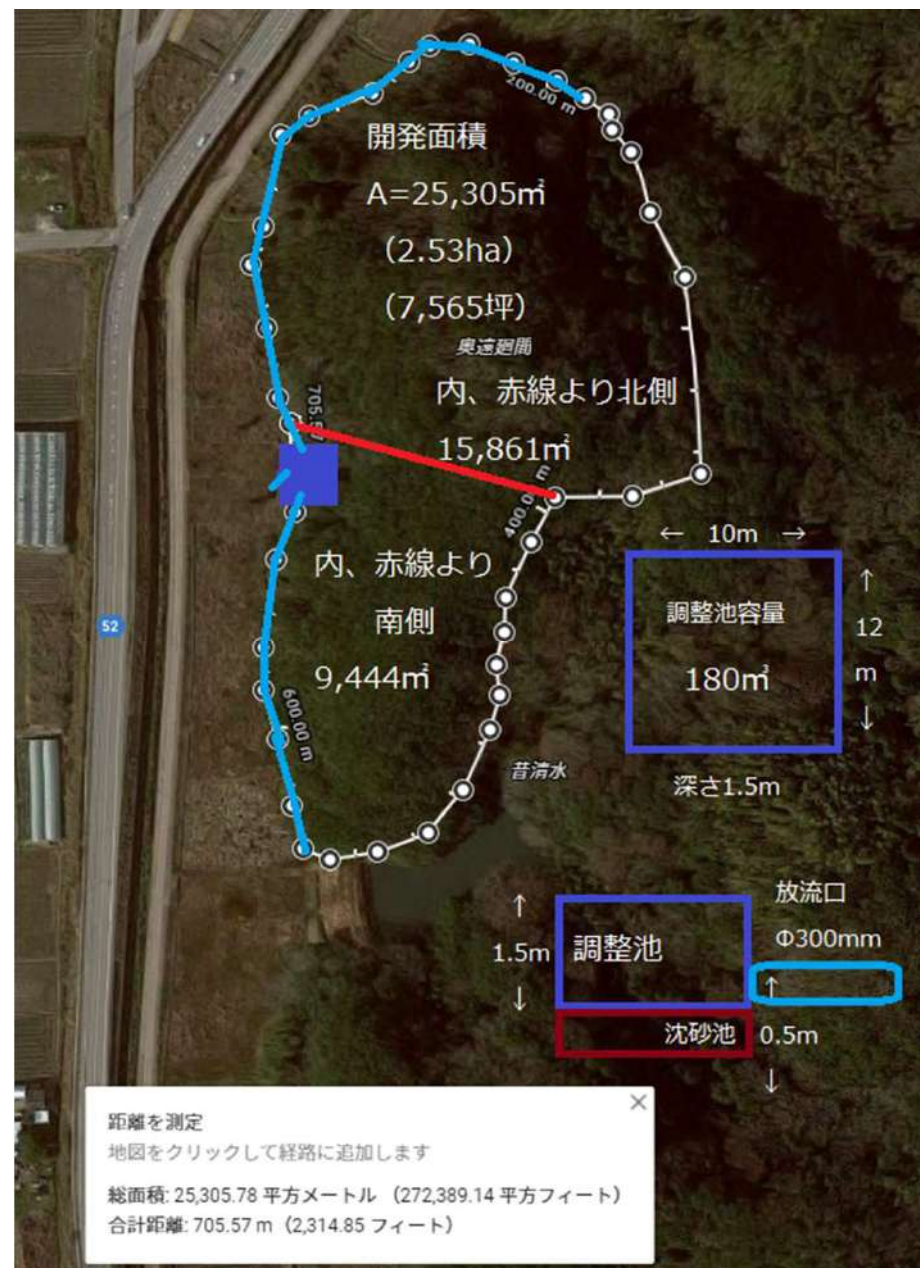 200.00 m
開発面積
A=25,305㎡
（2.53ha）
（7,565坪）
奥遠廻間
705.57
内、赤線より北側
15,861㎡
400.00 m
← 10m →
内、赤線より
南側
9,444㎡
調整池容量
180㎡
↑
12
m
↓
52
600.00 m
昔清水
深さ1.5m
↑
1.5m
↓
調整池
放流口
Φ300mm
↑
沈砂池
0.5m
↓
距離を測定
地図をクリックして経路に追加します
総面積: 25,305.78 平方メートル （272,389.14 平方フィート）
合計距離: 705.57 m（2,314.85 フィート）